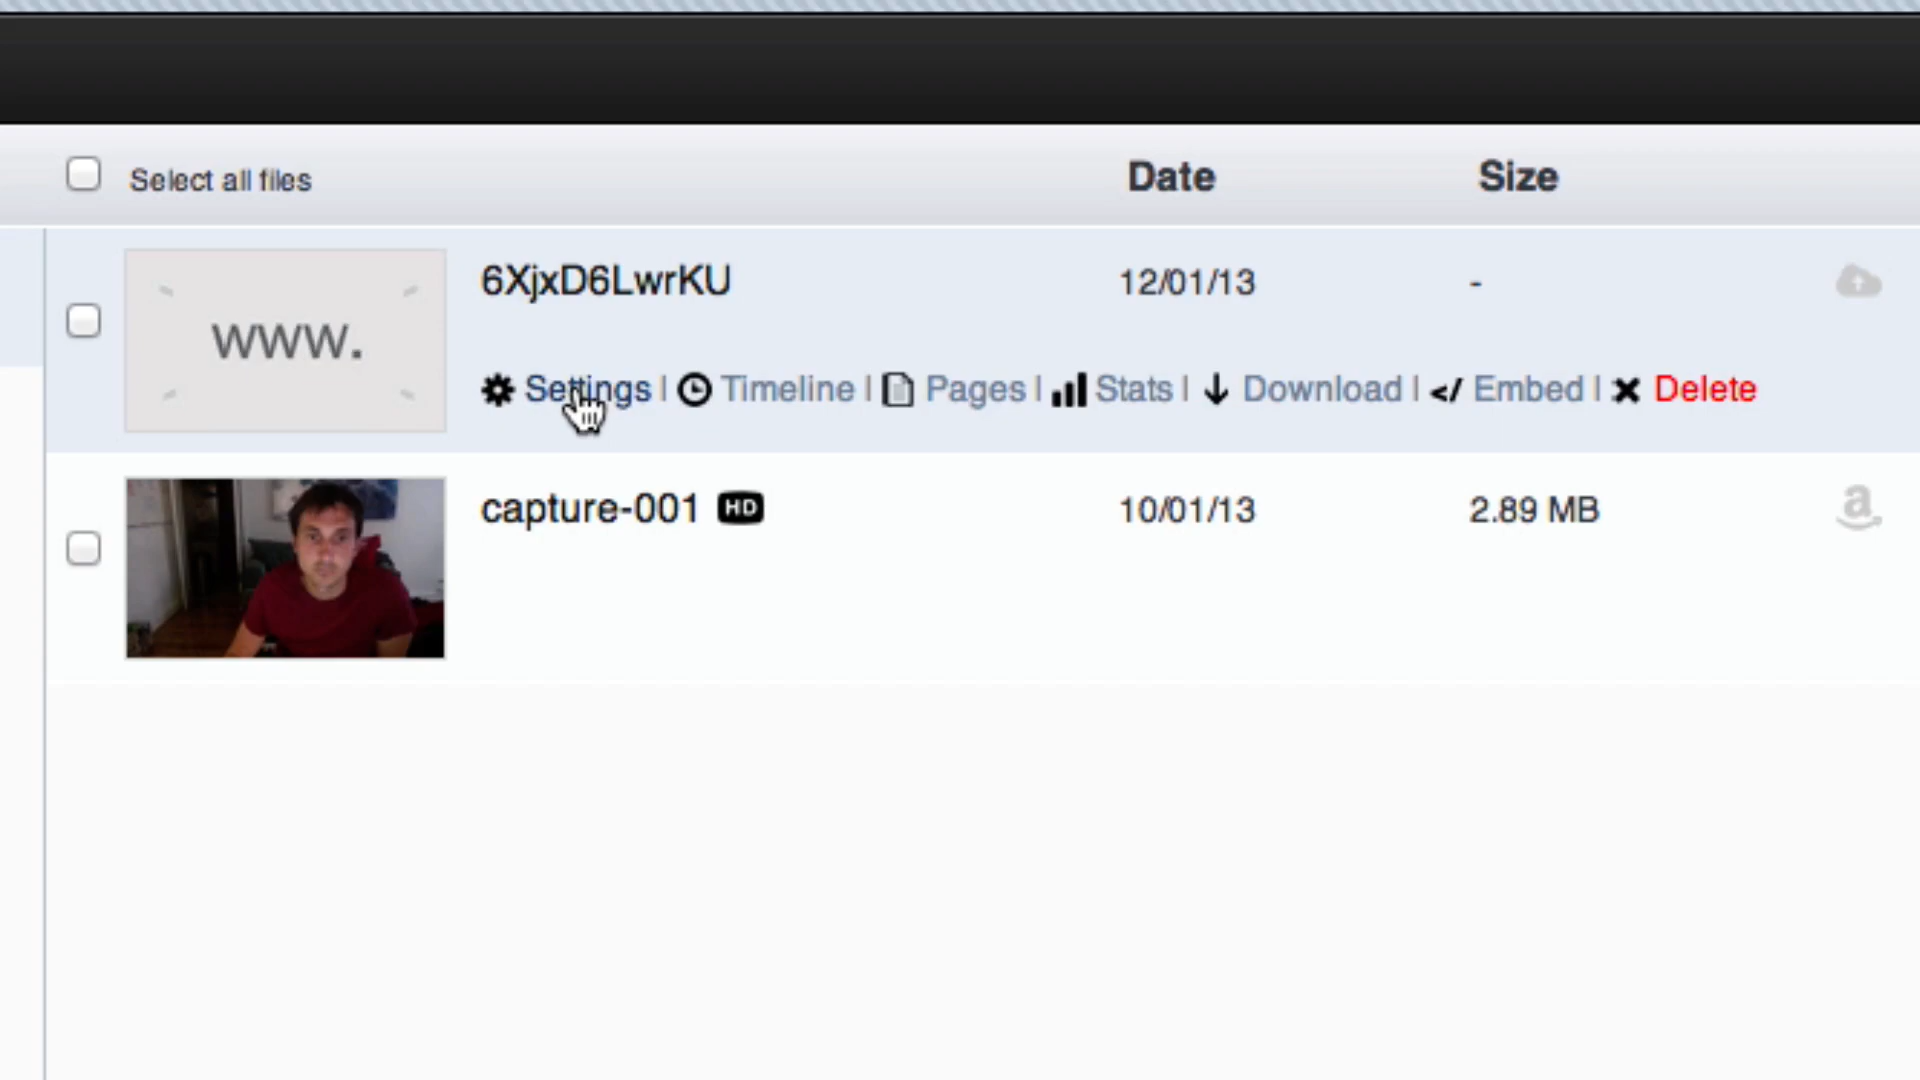 Select all files Date Size
www.
6XjxD6LwrKU 12/01/13 -
Settings | Timeline | Pages | Stats | Download | </ Embed | Delete
capture-001 HD 10/01/13 2.89 MB
a